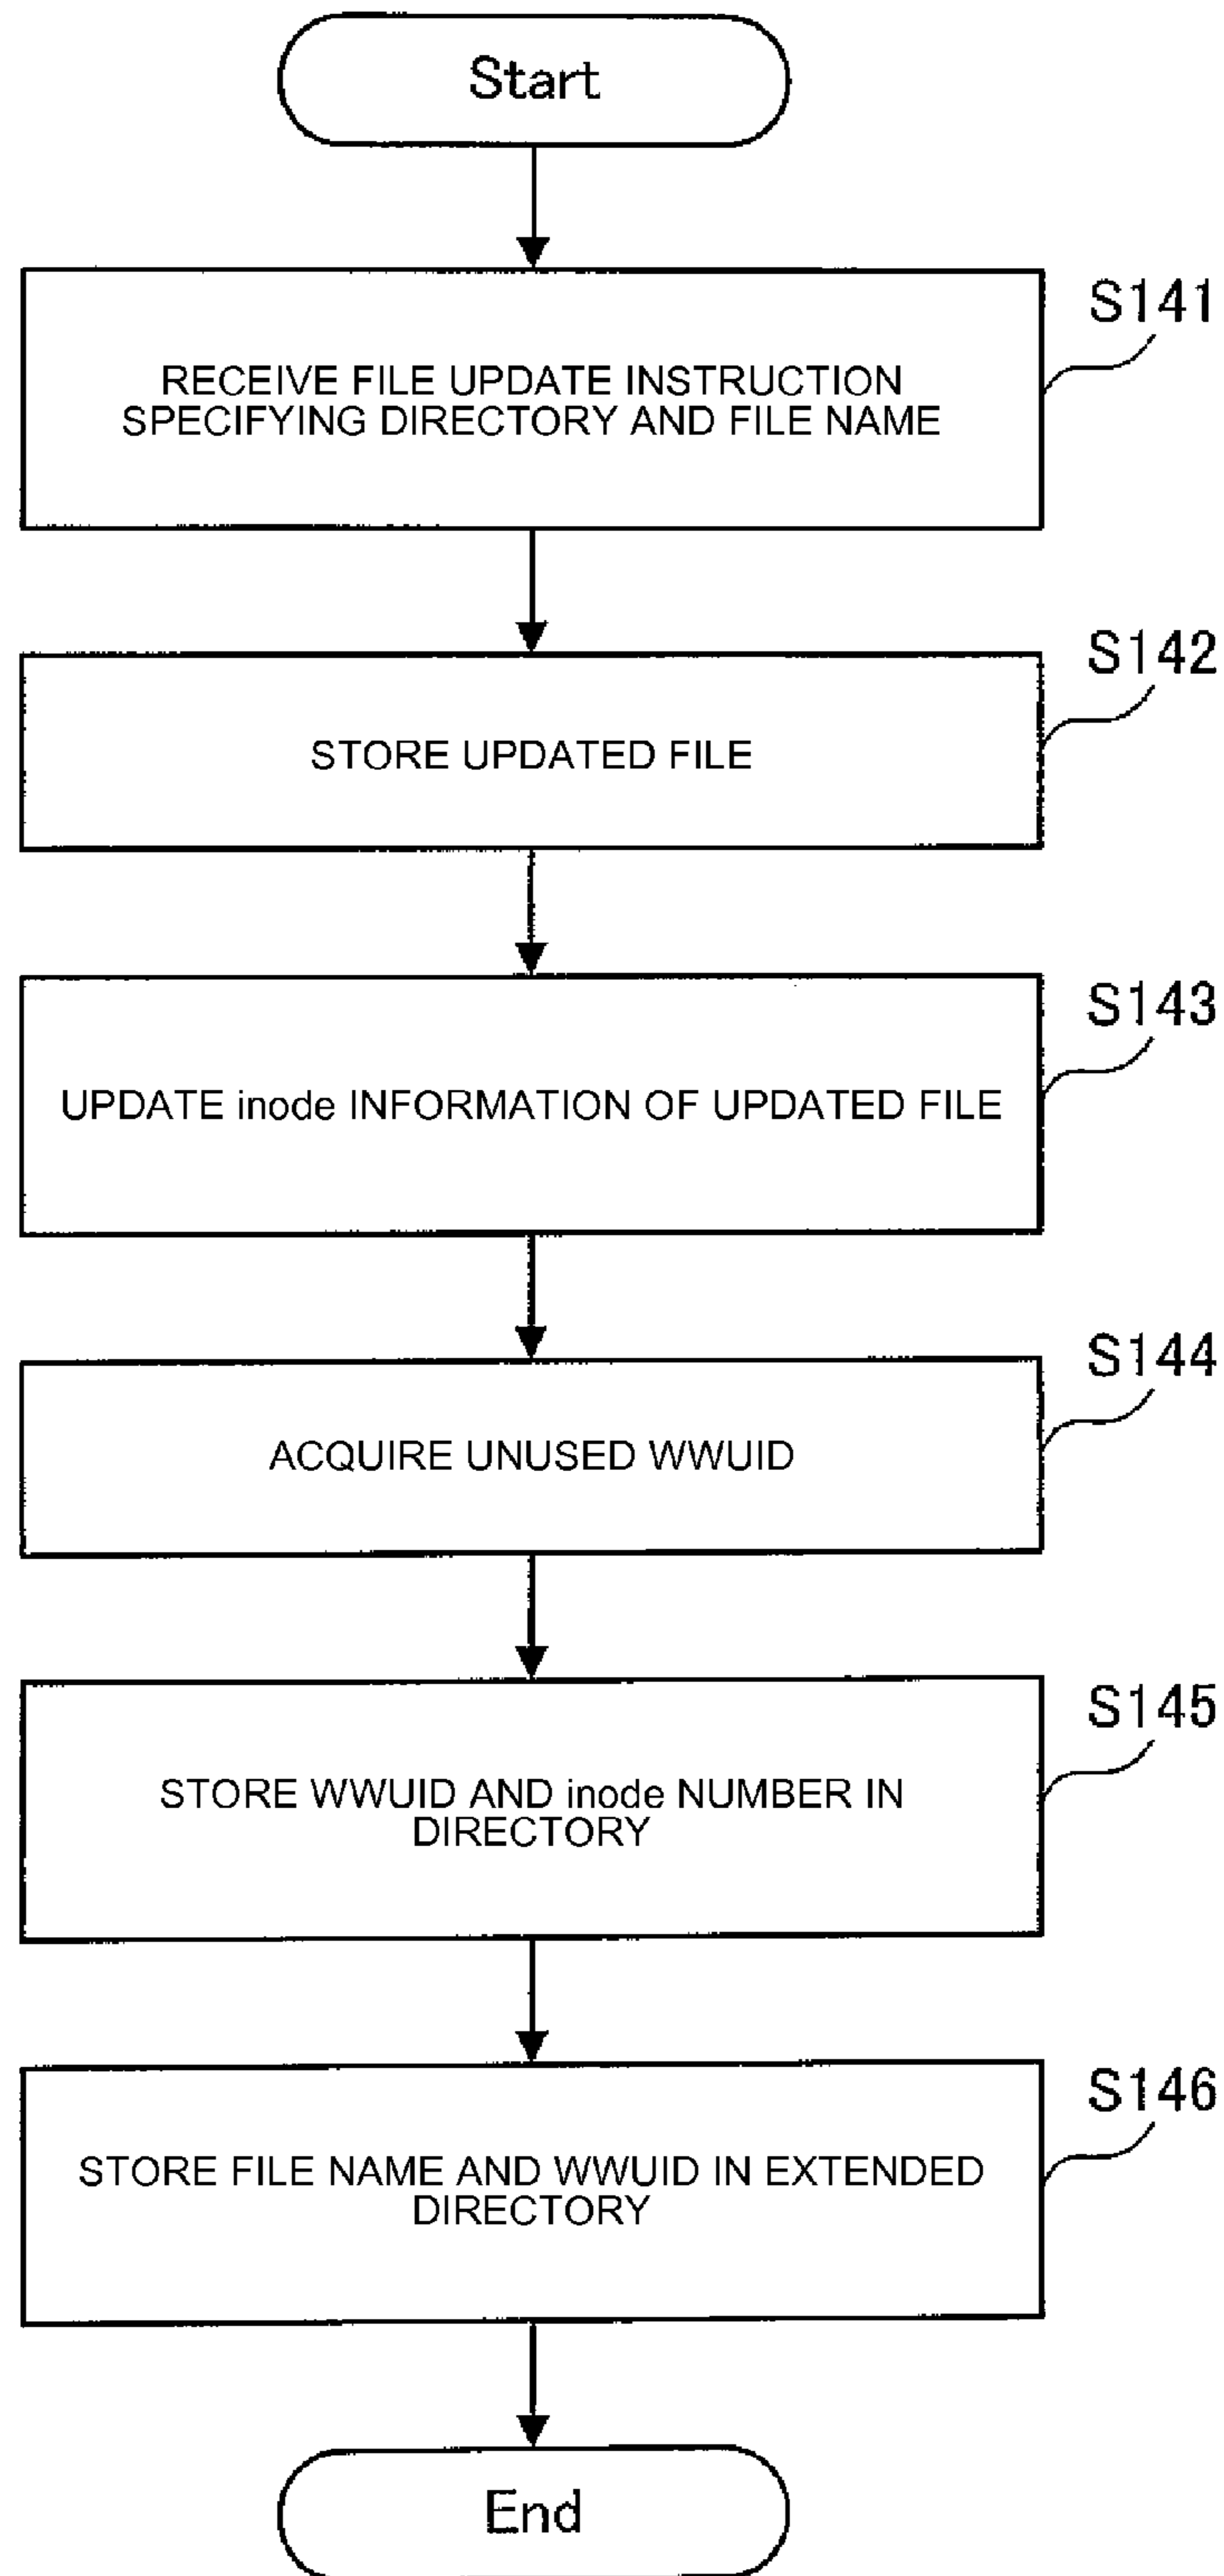 Start
S141
RECEIVE FILE UPDATE INSTRUCTION
SPECIFYING DIRECTORY AND FILE NAME
S142
STORE UPDATED FILE
S143
UPDATE inode INFORMATION OF UPDATED FILE
S144
ACQUIRE UNUSED WWUID
S145
STORE WWUID AND inode NUMBER IN
DIRECTORY
S146
STORE FILE NAME AND WWUID IN EXTENDED
DIRECTORY
End